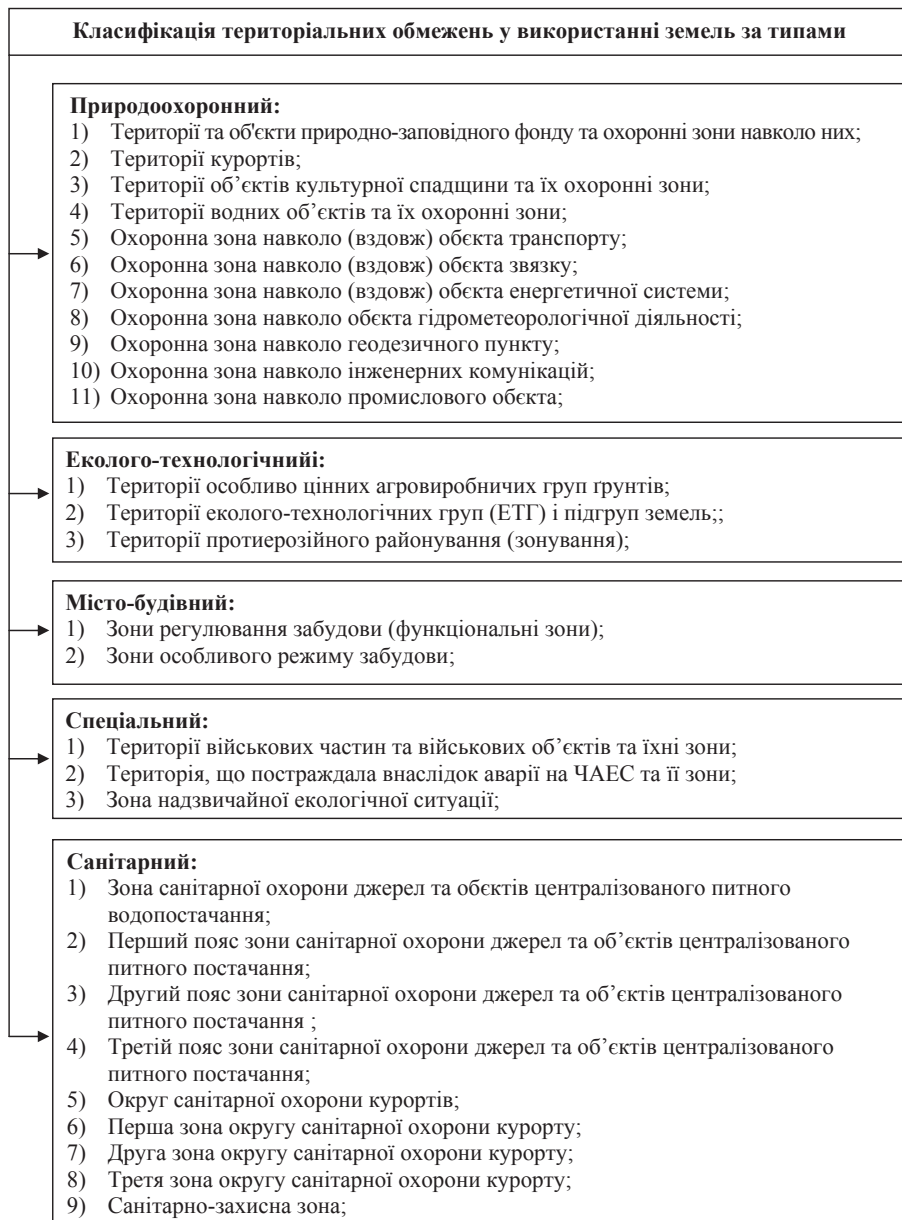 Класифікація територіальних обмежень у використанні земель за типами
Природоохоронний:
1) Території та об'єкти природно-заповідного фонду та охоронні зони навколо них;
2) Території курортів;
3) Території об’єктів культурної спадщини та їх охоронні зони;
4) Території водних об’єктів та їх охоронні зони;
5) Охоронна зона навколо (вздовж) обєкта транспорту;
6) Охоронна зона навколо (вздовж) обєкта звязку;
7) Охоронна зона навколо (вздовж) обєкта енергетичної системи;
8) Охоронна зона навколо обєкта гідрометеорологічної діяльності;
9) Охоронна зона навколо геодезичного пункту;
10) Охоронна зона навколо інженерних комунікацій;
11) Охоронна зона навколо промислового обєкта;
Еколого-технологічнийі:
1) Території особливо цінних агровиробничих груп ґрунтів;
2) Території еколого-технологічних груп (ЕТГ) і підгруп земель;;
3) Території протиерозійного районування (зонування);
Місто-будівний:
1) Зони регулювання забудови (функціональні зони);
2) Зони особливого режиму забудови;
Спеціальний:
1) Території військових частин та військових об’єктів та їхні зони;
2) Територія, що постраждала внаслідок аварії на ЧАЕС та її зони;
3) Зона надзвичайної екологічної ситуації;
Санітарний:
1) Зона санітарної охорони джерел та обєктів централізованого питного
водопостачання;
2) Перший пояс зони санітарної охорони джерел та об’єктів централізованого
питного постачання;
3) Другий пояс зони санітарної охорони джерел та об’єктів централізованого
питного постачання ;
4) Третій пояс зони санітарної охорони джерел та об’єктів централізованого
питного постачання;
5) Округ санітарної охорони курортів;
6) Перша зона округу санітарної охорони курорту;
7) Друга зона округу санітарної охорони курорту;
8) Третя зона округу санітарної охорони курорту;
9) Санітарно-захисна зона;